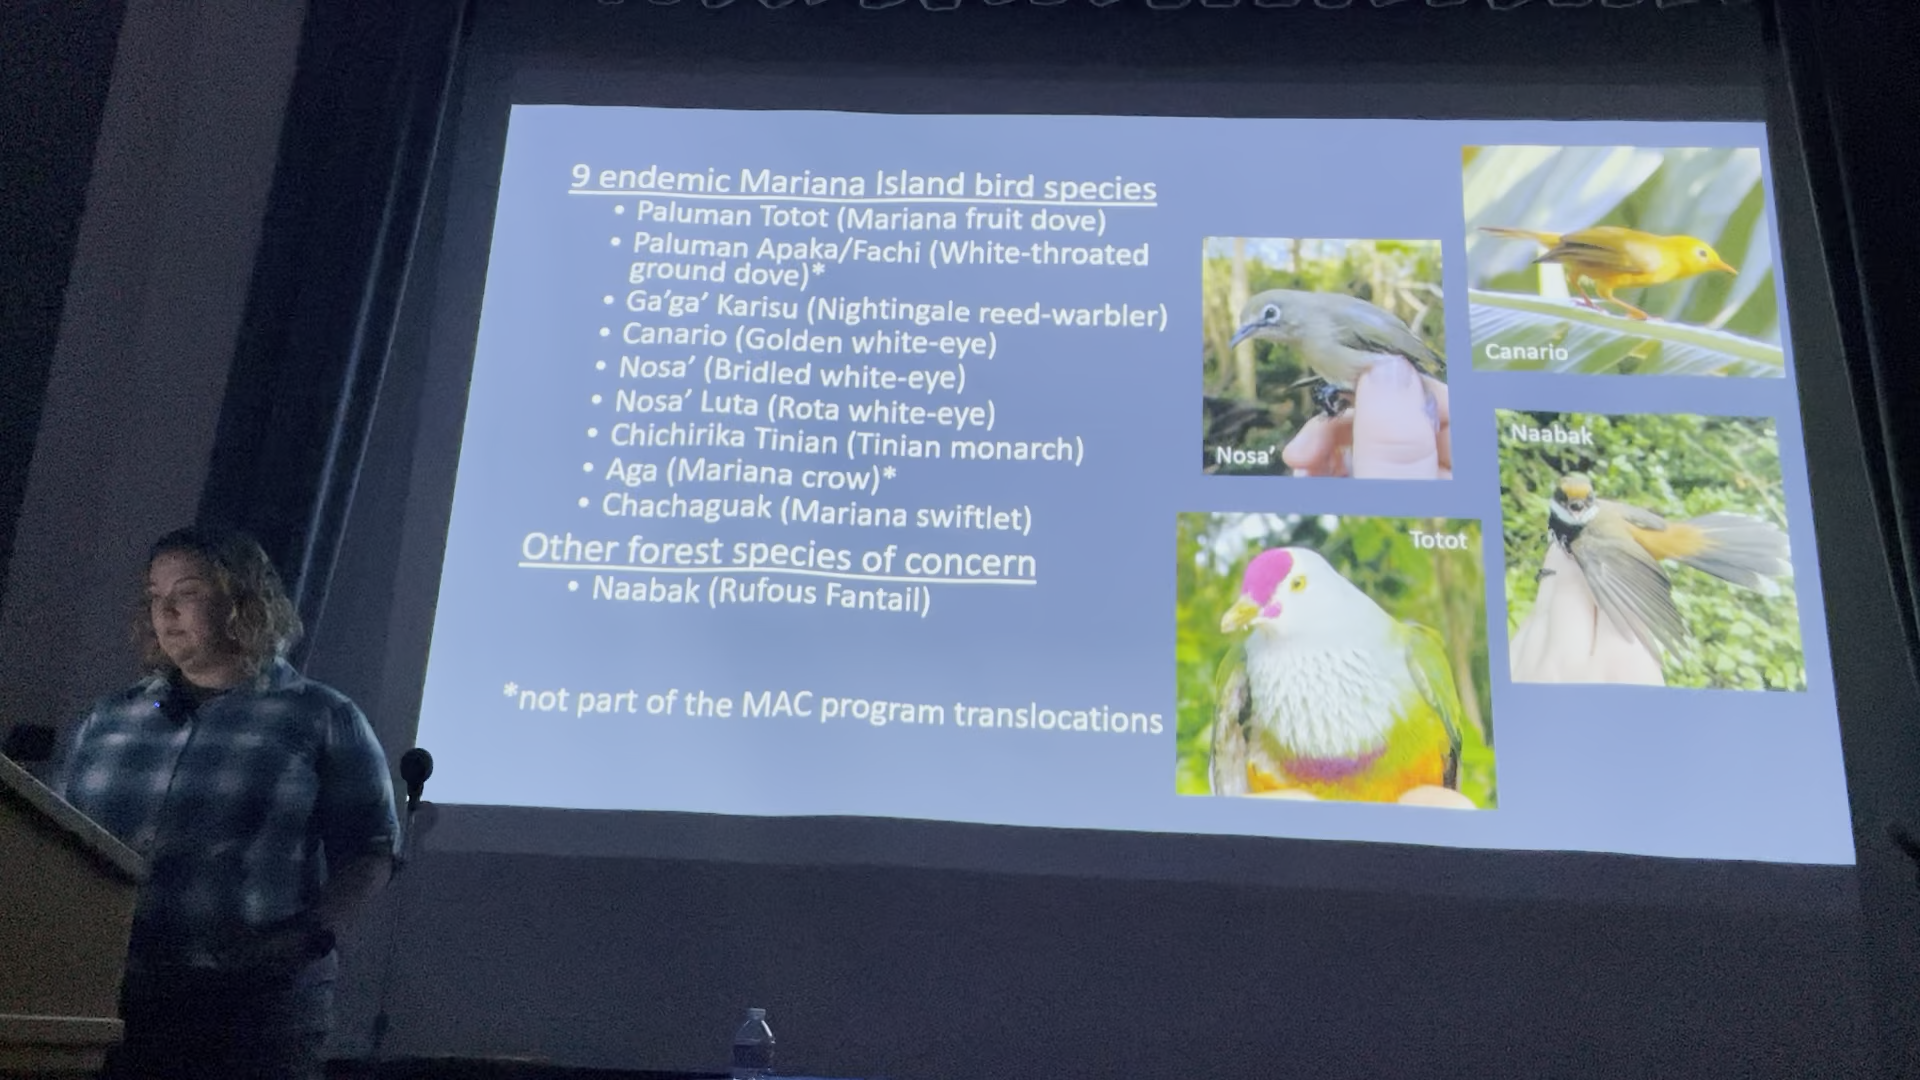 9 endemic Mariana Island bird species
• Paluman Totot (Mariana fruit dove)
• Paluman Apaka/Fachi (White-throated
ground dove)*
• Ga’ga’ Karisu (Nightingale reed-warbler)
• Canario (Golden white-eye)
• Nosa’ (Bridled white-eye)
• Nosa’ Luta (Rota white-eye)
• Chichirika Tinian (Tinian monarch)
• Aga (Mariana crow)*
• Chachaguak (Mariana swiftlet)
Other forest species of concern
• Naabak (Rufous Fantail)
*not part of the MAC program translocations
Nosa’
Canario
Totot
Naabak